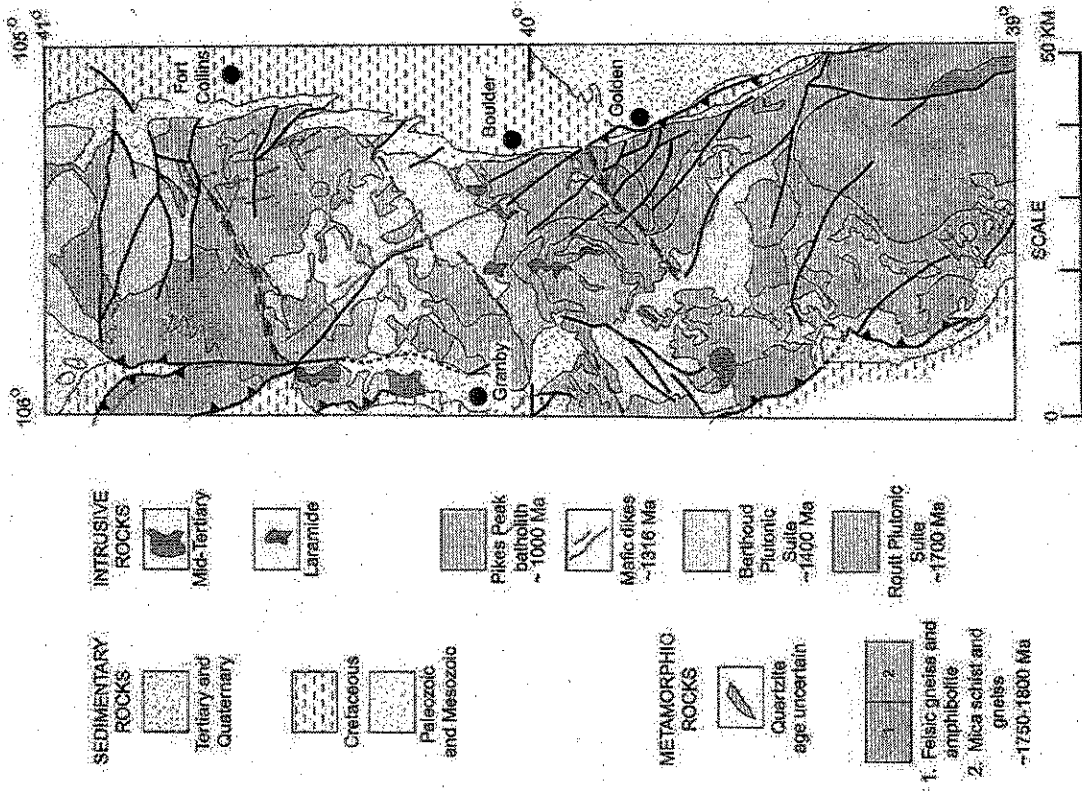 SEDIMENTARY
ROCKS
Tertiary and
Quaternary
Cretaceous
Paleozoic
and Mesozoic
METAMORPHIC
ROCKS
Quartzite
age uncertain
1
2
1. Felsic gneiss and
amphibolite
2. Mica schist and
gneiss
~1750-1800 Ma
INTRUSIVE
ROCKS
Mid-Tertiary
Laramide
Pikes Peak
batholith
~1000 Ma
Mafic dikes
~1316 Ma
Berthoud
Plutonic
Suite
~1400 Ma
Routt Plutonic
Suite
~1700 Ma
106°
105°
41°
Fort
Collins
Granby
Boulder
40°
Golden
39°
SCALE
0
50 KM